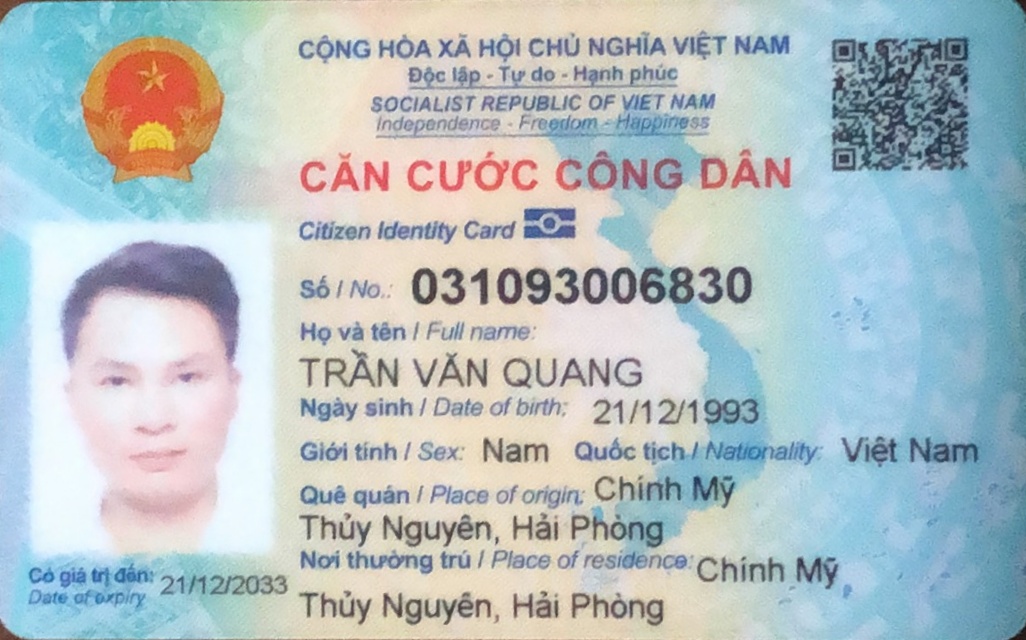 CỘNG HÒA XÃ HỘI CHỦ NGHĨA VIỆT NAM
Độc lập - Tự do - Hạnh phúc
SOCIALIST REPUBLIC OF VIET NAM
Independence - Freedom - Happiness
CĂN CƯỚC CÔNG DÂN
Citizen Identity Card
Số / No.: 031093006830
Họ và tên / Full name:
TRẦN VĂN QUANG
Ngày sinh / Date of birth: 21/12/1993
Giới tính / Sex: Nam Quốc tịch / Nationality: Việt Nam
Quê quán / Place of origin: Chính Mỹ
Thủy Nguyên, Hải Phòng
Nơi thường trú / Place of residence: Chính Mỹ,
Thủy Nguyên, Hải Phòng
Có giá trị đến: 21/12/2033
Date of expiry